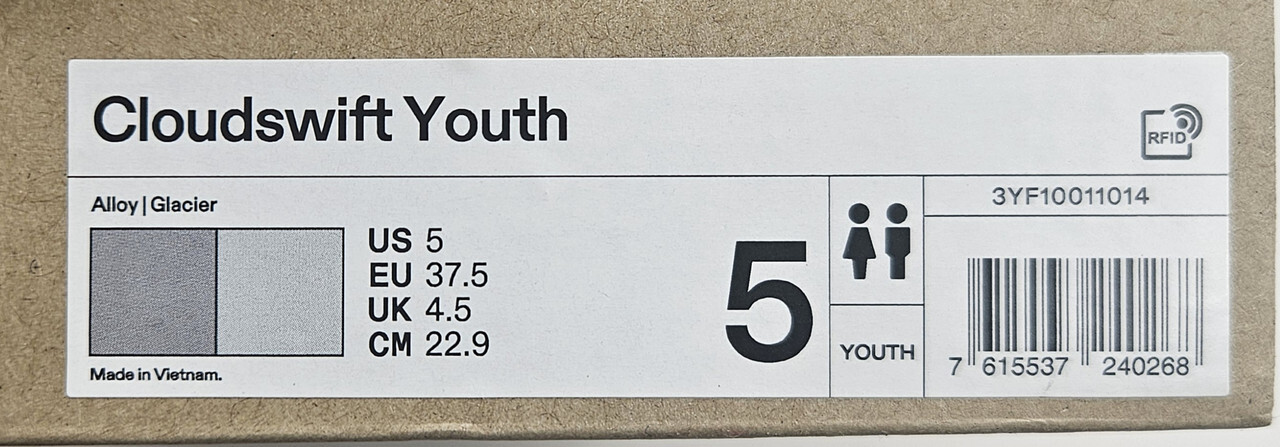 Cloudswift Youth
RFID
Alloy | Glacier
US 5
EU 37.5
UK 4.5
CM 22.9
Made in Vietnam.
5
YOUTH
3YF10011014
7 615537 240268